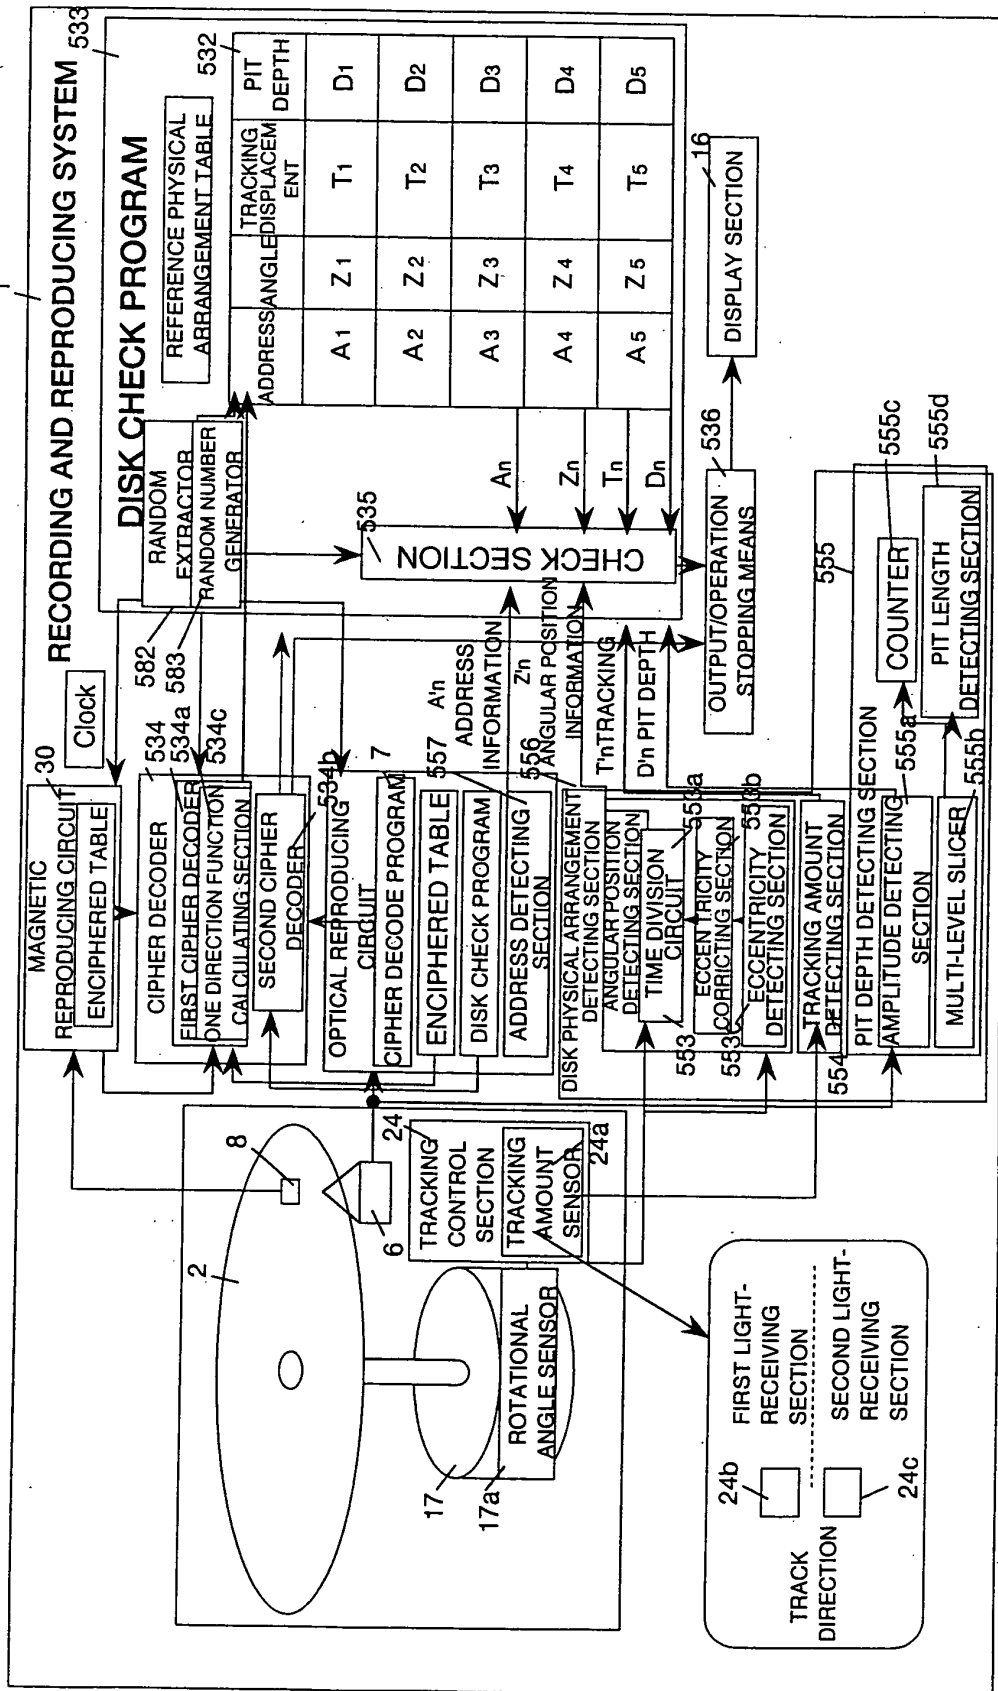 RECORDING AND REPRODUCING SYSTEM
533
DISK CHECK PROGRAM
REFERENCE PHYSICAL
ARRANGEMENT TABLE
532
ADDRESS
ANGLE
TRACKING
DISPLACEM
ENT
PIT
DEPTH
A1 Z1 T1 D1
A2 Z2 T2 D2
A3 Z3 T3 D3
A4 Z4 T4 D4
A5 Z5 T5 D5
RANDOM
EXTRACTOR
RANDOM NUMBER
GENERATOR
582
583
535
CHECK SECTION
An
Zn
Tn
Dn
536
OUTPUT/OPERATION
STOPPING MEANS
16
DISPLAY SECTION
Clock
30
MAGNETIC
REPRODUCING CIRCUIT
ENCIPHERED TABLE
534
534a
534c
CIPHER DECODER
FIRST CIPHER DECODER
ONE DIRECTION FUNCTION
CALCULATING SECTION
SECOND CIPHER
DECODER
534b
OPTICAL REPRODUCING
CIRCUIT
7
CIPHER DECODE PROGRAM
557
ENCIPHERED TABLE
DISK CHECK PROGRAM
ADDRESS DETECTING
SECTION
A'n
ADDRESS
INFORMATION
Z'n
ANGULAR POSITION
INFORMATION
T'n TRACKING
D'n PIT DEPTH
556
DISK PHYSICAL ARRANGEMENT
DETECTING SECTION
ANGULAR POSITION
DETECTING SECTION
TIME DIVISION
CIRCUIT
553a
ECCENTRICITY
CORRICTING SECTION
553b
ECCENTRICITY
DETECTING SECTION
553
553
TRACKING AMOUNT
DETECTING SECTION
554
555
PIT DEPTH DETECTING SECTION
AMPLITUDE DETECTING
SECTION
555a
MULTI-LEVEL SLICER
555b
COUNTER
555c
PIT LENGTH
DETECTING SECTION
555d
2
8
6
24
TRACKING
CONTROL
SECTION
TRACKING
AMOUNT
SENSOR
24a
17
17a
ROTATIONAL
ANGLE SENSOR
24b
FIRST LIGHT-
RECEIVING
SECTION
SECOND LIGHT-
RECEIVING
SECTION
24c
TRACK
DIRECTION